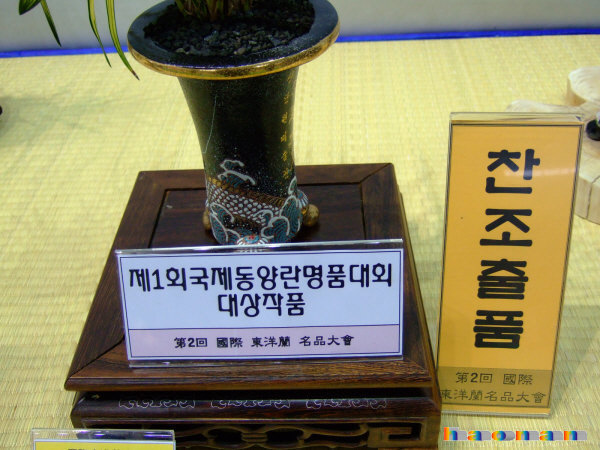 제1회국제동양란명품대회
대상작품
第2回 國際 東洋蘭 名品大會
찬조출품
第2回 國際
東洋蘭名品大會
haonan